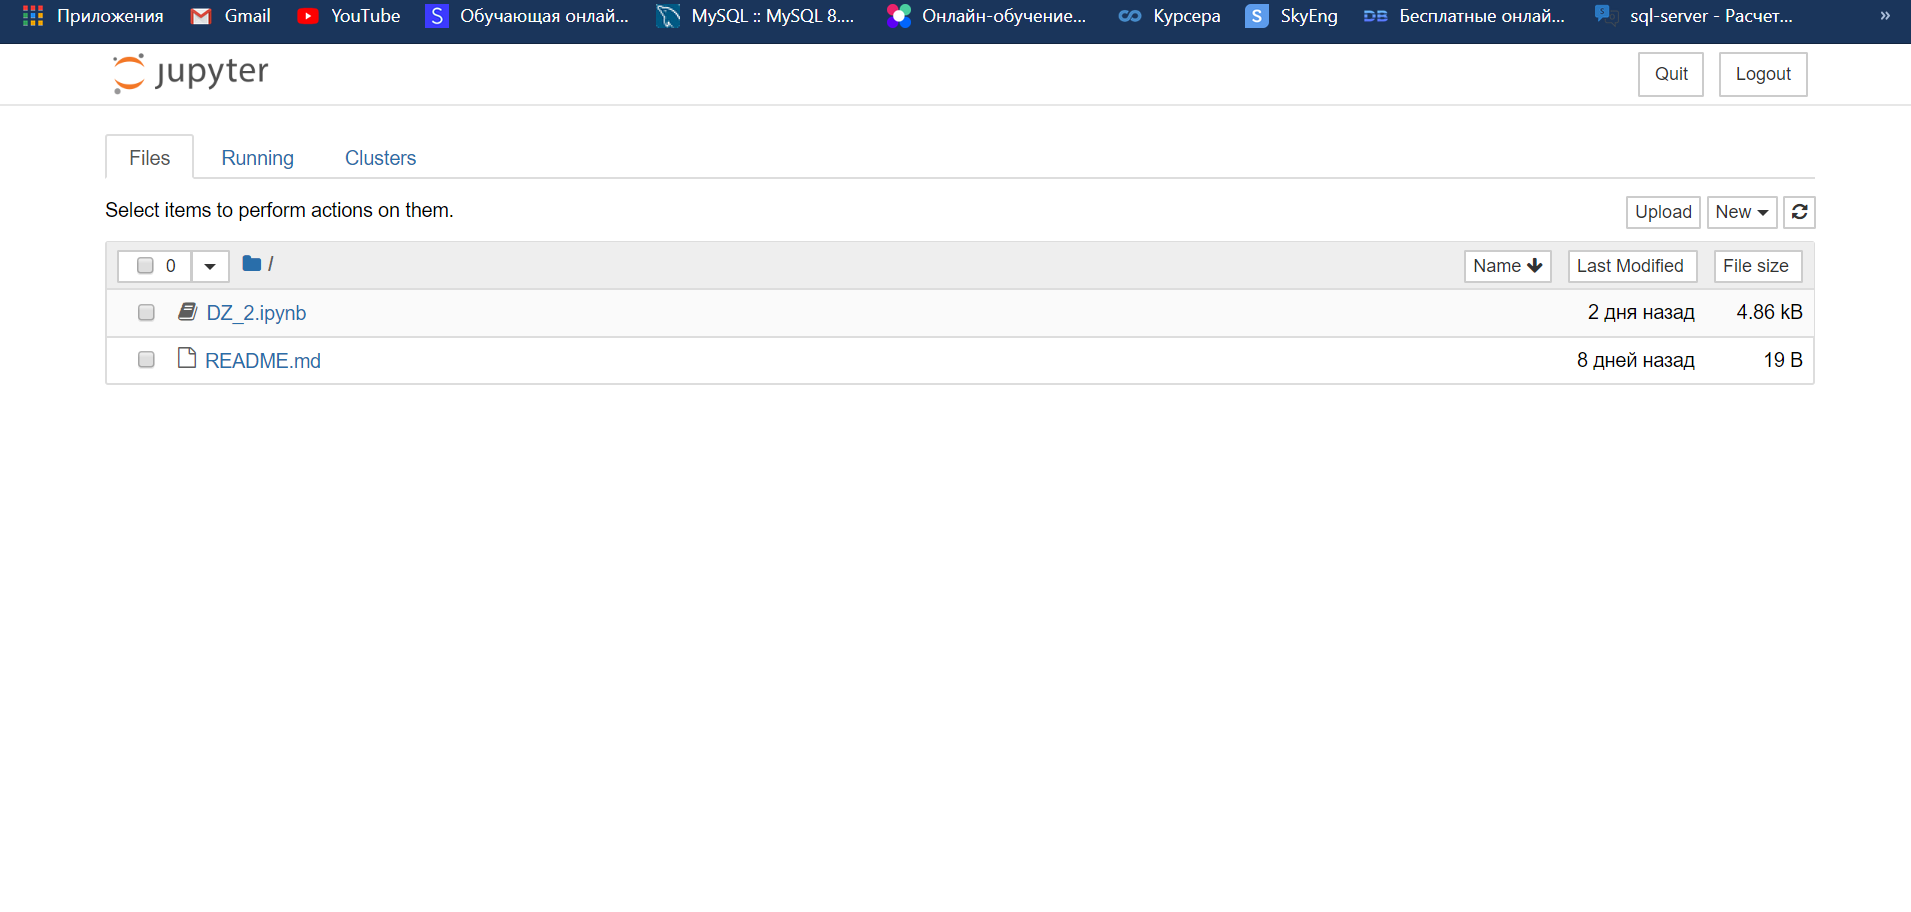 Приложения Gmail YouTube S Обучающая онлай... MySQL :: MySQL 8.... Онлайн-обучение... Курсера S SkyEng DB Бесплатные онлай... sql-server - Расчет... »
jupyter Quit Logout
Files Running Clusters
Select items to perform actions on them. Upload New
0 / Name Last Modified File size
DZ_2.ipynb 2 дня назад 4.86 kB
README.md 8 дней назад 19 B